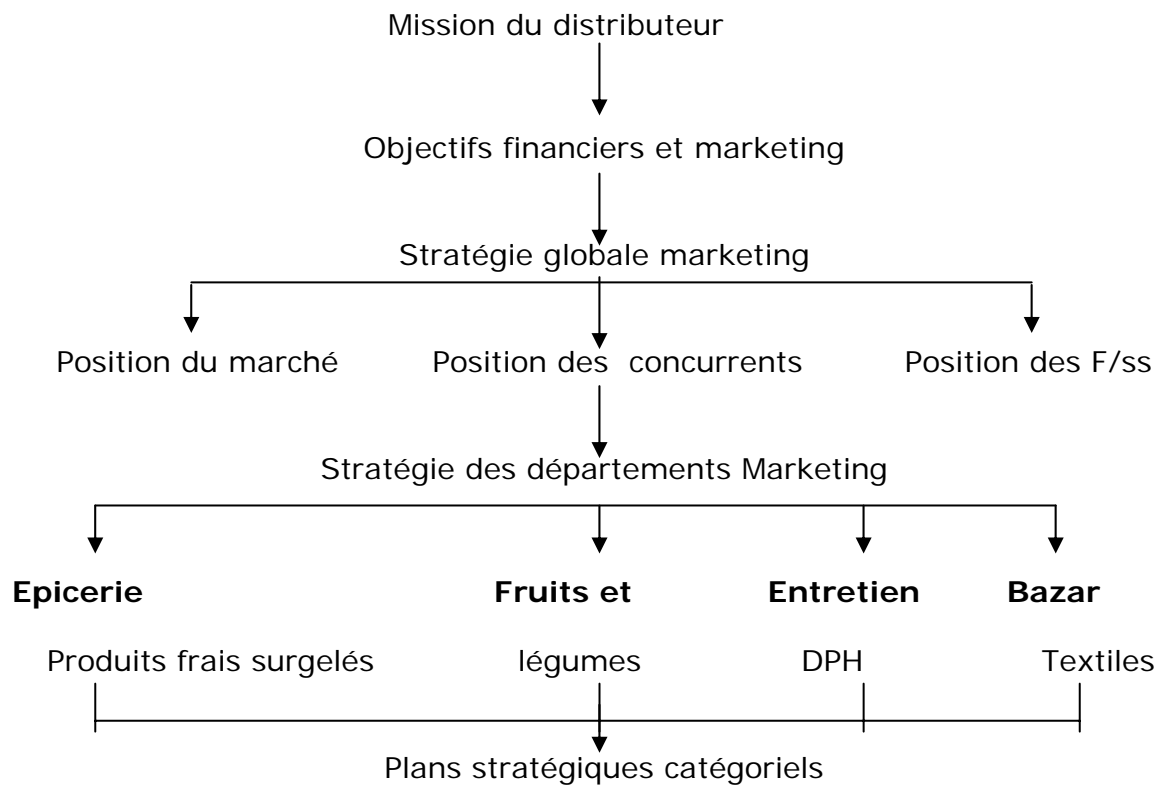 Mission du distributeur
Objectifs financiers et marketing
Stratégie globale marketing
Position du marché Position des concurrents Position des F/ss
Stratégie des départements Marketing
Epicerie Fruits et Entretien Bazar
Produits frais surgelés légumes DPH Textiles
Plans stratégiques catégoriels